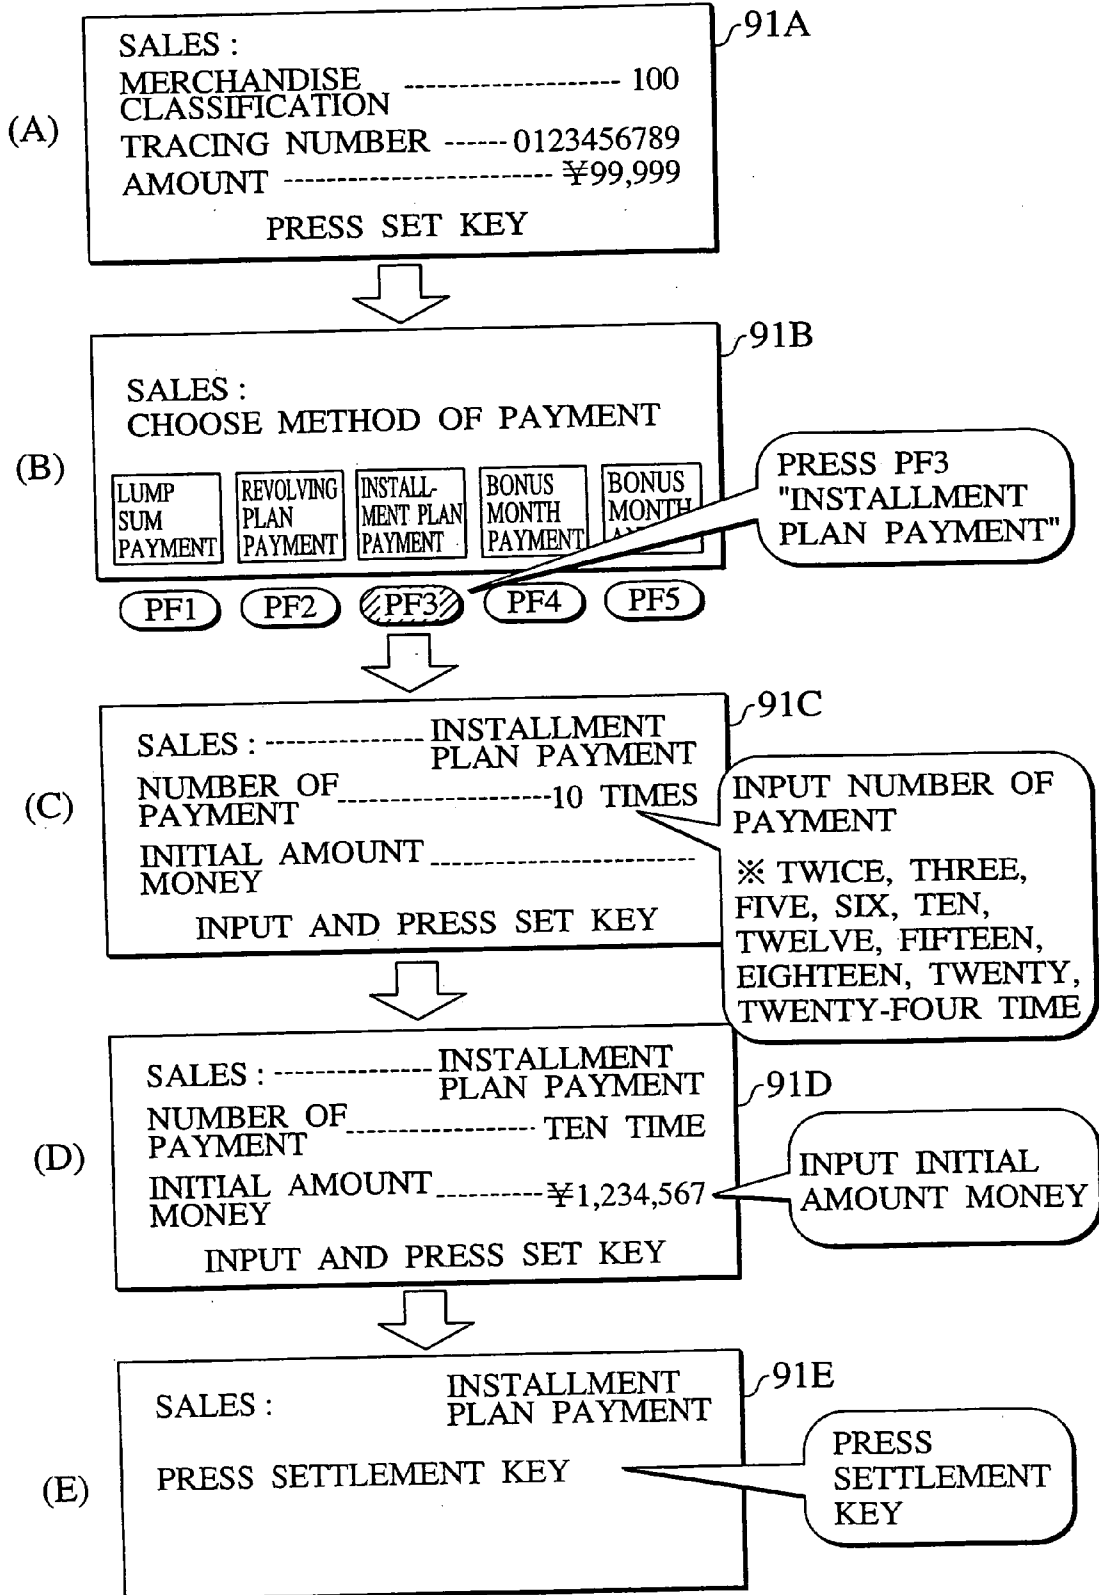 91A
SALES :
MERCHANDISE CLASSIFICATION -------------------- 100
(A)
TRACING NUMBER ------ 0123456789
AMOUNT ------------------------- ¥99,999
PRESS SET KEY
91B
SALES :
CHOOSE METHOD OF PAYMENT
(B)
LUMP
SUM
PAYMENT
REVOLVING
PLAN
PAYMENT
INSTALL-
MENT PLAN
PAYMENT
BONUS
MONTH
PAYMENT
BONUS
MONTH
PRESS PF3
"INSTALLMENT
PLAN PAYMENT"
PF1 PF2 PF3 PF4 PF5
91C
SALES : --------------- INSTALLMENT
PLAN PAYMENT
(C)
NUMBER OF
PAYMENT -------------------- 10 TIMES
INITIAL AMOUNT
MONEY -------------------------
INPUT AND PRESS SET KEY
INPUT NUMBER OF
PAYMENT
※ TWICE, THREE,
FIVE, SIX, TEN,
TWELVE, FIFTEEN,
EIGHTEEN, TWENTY,
TWENTY-FOUR TIME
91D
SALES : --------------- INSTALLMENT
PLAN PAYMENT
NUMBER OF
PAYMENT ------------------ TEN TIME
(D)
INITIAL AMOUNT
MONEY ---------- ¥1,234,567
INPUT AND PRESS SET KEY
INPUT INITIAL
AMOUNT MONEY
91E
SALES : INSTALLMENT
PLAN PAYMENT
(E)
PRESS SETTLEMENT KEY
PRESS
SETTLEMENT
KEY